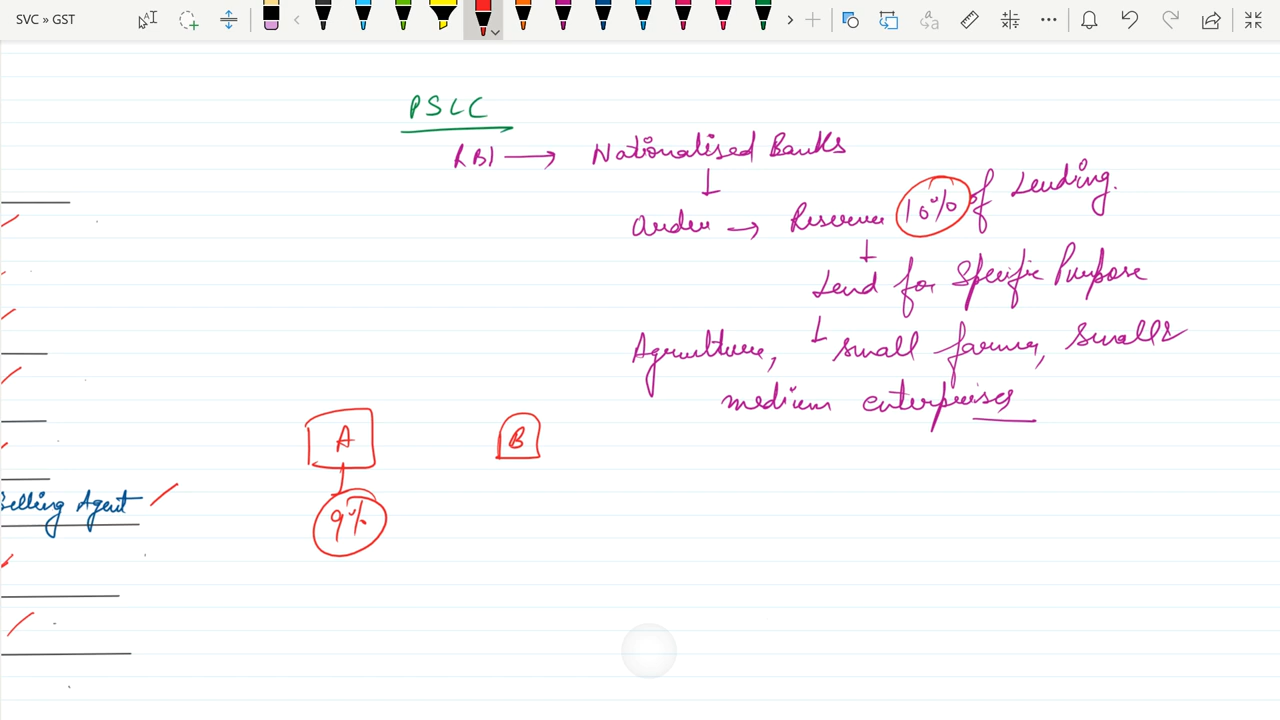 SVC » GST
PSLC
RBI → Nationalised Banks
Order → Reserve 10% of Lending.
Lend for Specific Purpose
Agriculture, small farmer, small &
medium enterprises
A
B
Selling Agent
9%